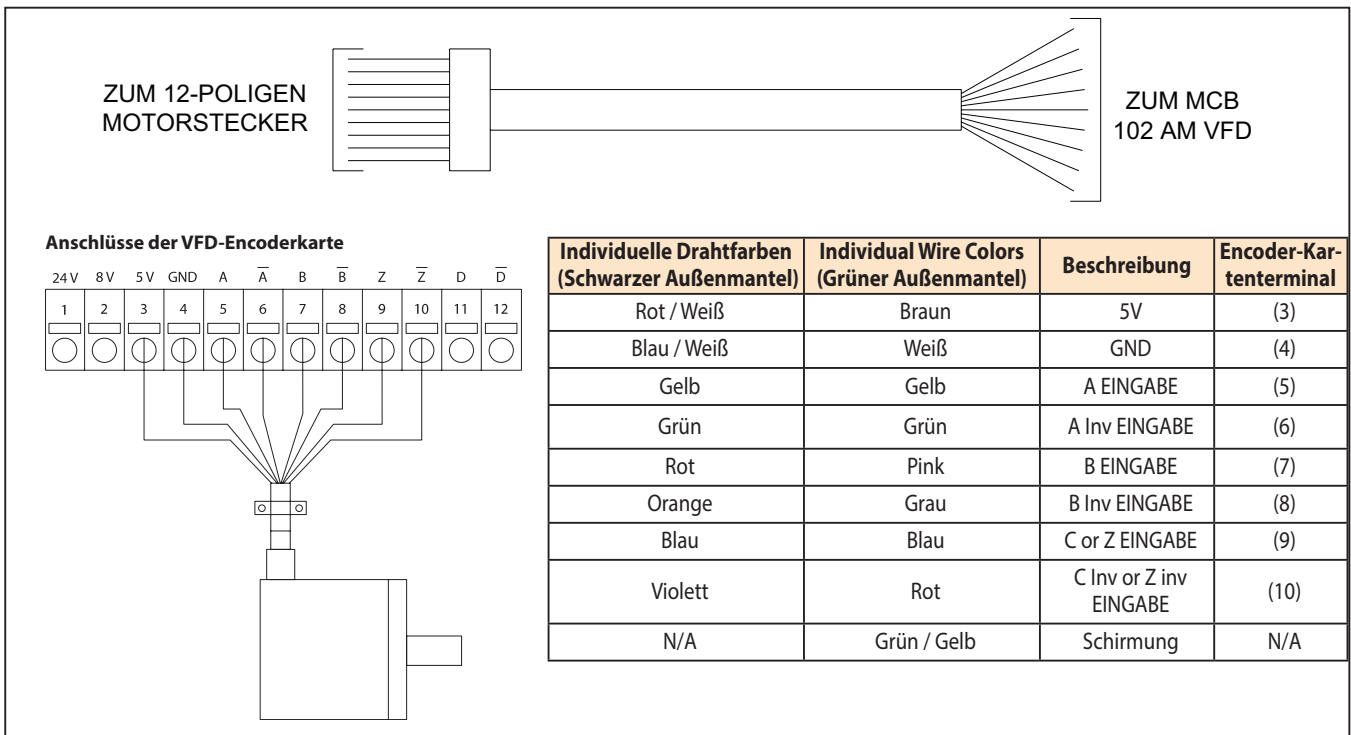 ZUM 12-POLIGEN
MOTORSTECKER
ZUM MCB
102 AM VFD
Anschlüsse der VFD-Encoderkarte
24 V 8 V 5 V GND A A̅ B B̅ Z Z̅ D D̅
1 2 3 4 5 6 7 8 9 10 11 12
Individuelle Drahtfarben (Schwarzer Außenmantel) Individual Wire Colors (Grüner Außenmantel) Beschreibung Encoder-Kar-tenterminal
Rot / Weiß Braun 5V (3)
Blau / Weiß Weiß GND (4)
Gelb Gelb A EINGABE (5)
Grün Grün A Inv EINGABE (6)
Rot Pink B EINGABE (7)
Orange Grau B Inv EINGABE (8)
Blau Blau C or Z EINGABE (9)
Violett Rot C Inv or Z inv EINGABE (10)
N/A Grün / Gelb Schirmung N/A